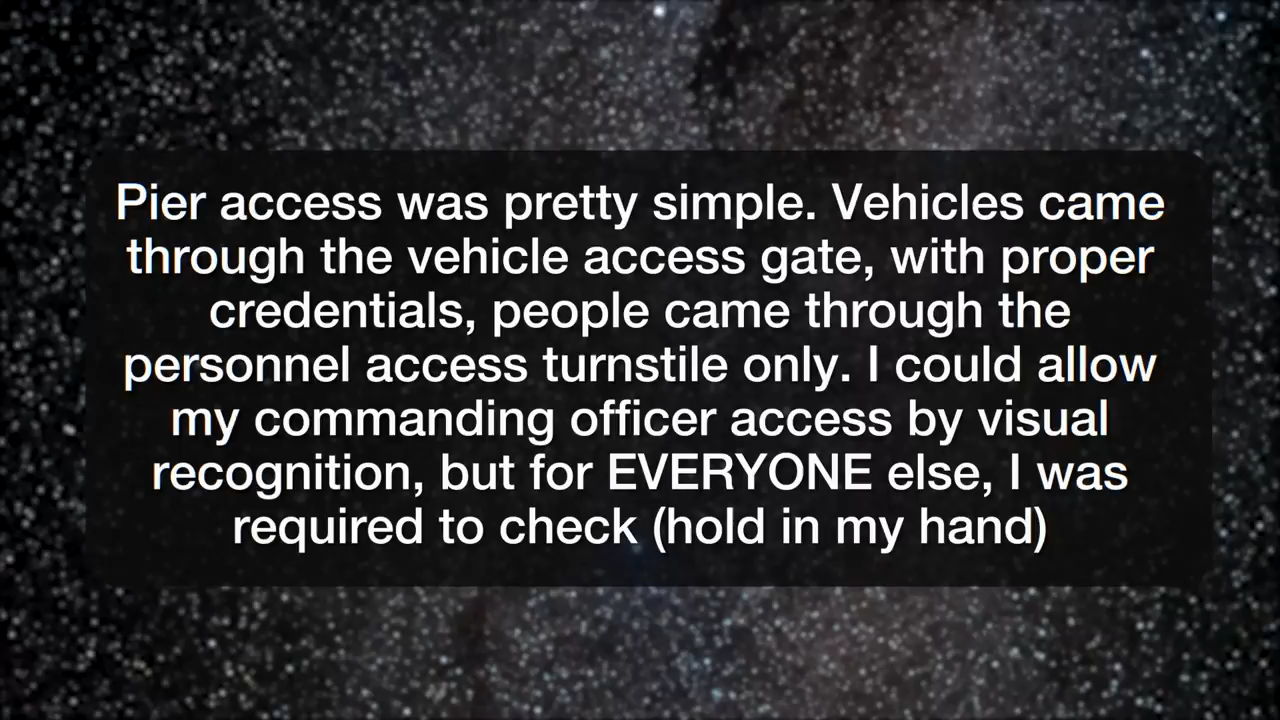 Pier access was pretty simple. Vehicles came
through the vehicle access gate, with proper
credentials, people came through the
personnel access turnstile only. I could allow
my commanding officer access by visual
recognition, but for EVERYONE else, I was
required to check (hold in my hand)